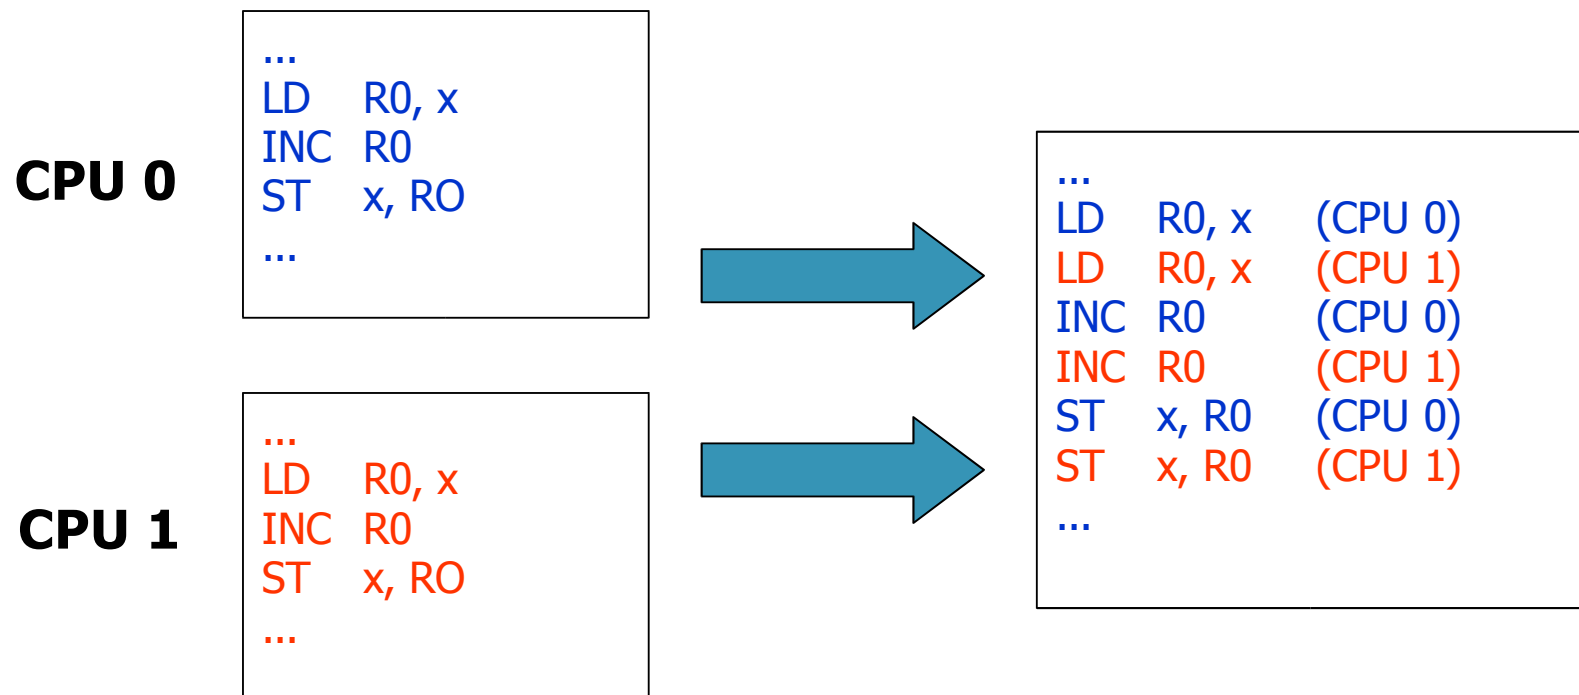 CPU 0
...
LD R0, x
INC R0
ST x, RO
...
CPU 1
...
LD R0, x
INC R0
ST x, RO
...
...
LD R0, x (CPU 0)
LD R0, x (CPU 1)
INC R0 (CPU 0)
INC R0 (CPU 1)
ST x, R0 (CPU 0)
ST x, R0 (CPU 1)
...